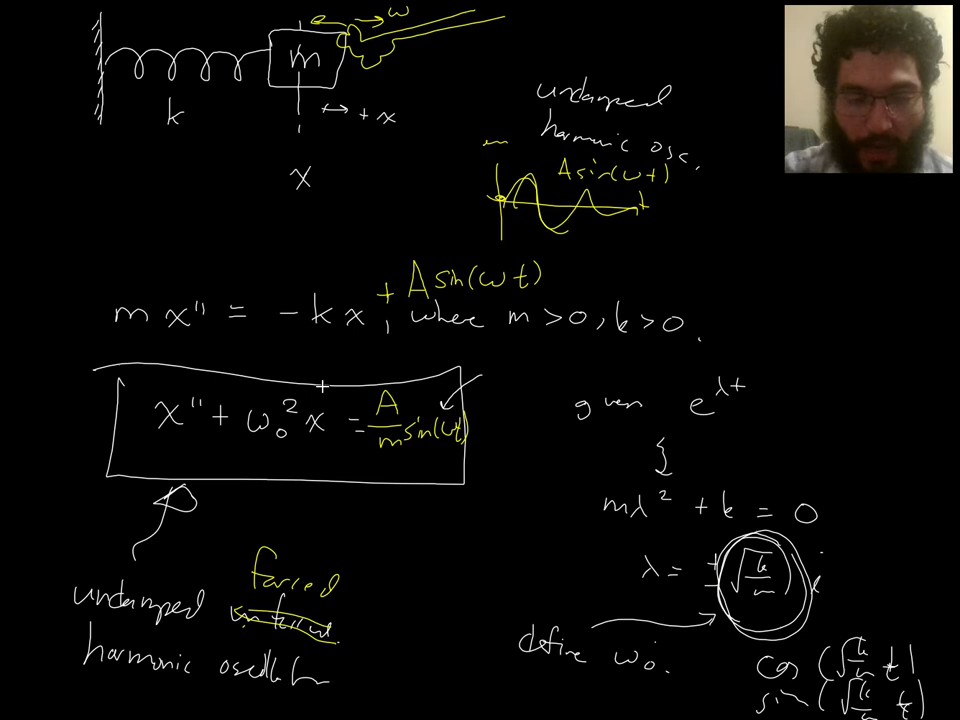 ω
m
k
+ x
x
undamped
harmonic osc.
A sin(ωt)
t
+ A sin(ωt)
m x'' = - k x , where m > 0, k > 0.
x'' + ω₀² x = A/m sin(ωt)
given e^λt
mλ² + k = 0
λ = ± √(k/m) i
define ω₀.
forced
undamped
harmonic oscillator
cos (√(k/m) t)
sin (√(k/m) t)